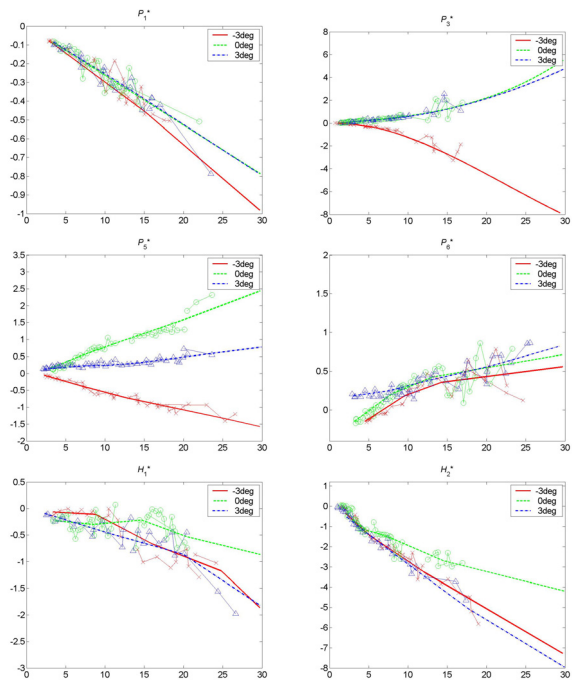 P1* P3*
0 -0.1 -0.2 -0.3 -0.4 -0.5 -0.6 -0.7 -0.8 -0.9 -1
0 5 10 15 20 25 30
-3deg
0deg
3deg
8 6 4 2 0 -2 -4 -6 -8
0 5 10 15 20 25 30
-3deg
0deg
3deg
P5* P6*
3.5 3 2.5 2 1.5 1 0.5 0 -0.5 -1 -1.5 -2
0 5 10 15 20 25 30
-3deg
0deg
3deg
2 1.5 1 0.5 0
0 5 10 15 20 25 30
-3deg
0deg
3deg
H1* H2*
0.5 0 -0.5 -1 -1.5 -2 -2.5 -3
0 5 10 15 20 25 30
-3deg
0deg
3deg
1 0 -1 -2 -3 -4 -5 -6 -7 -8
0 5 10 15 20 25 30
-3deg
0deg
3deg